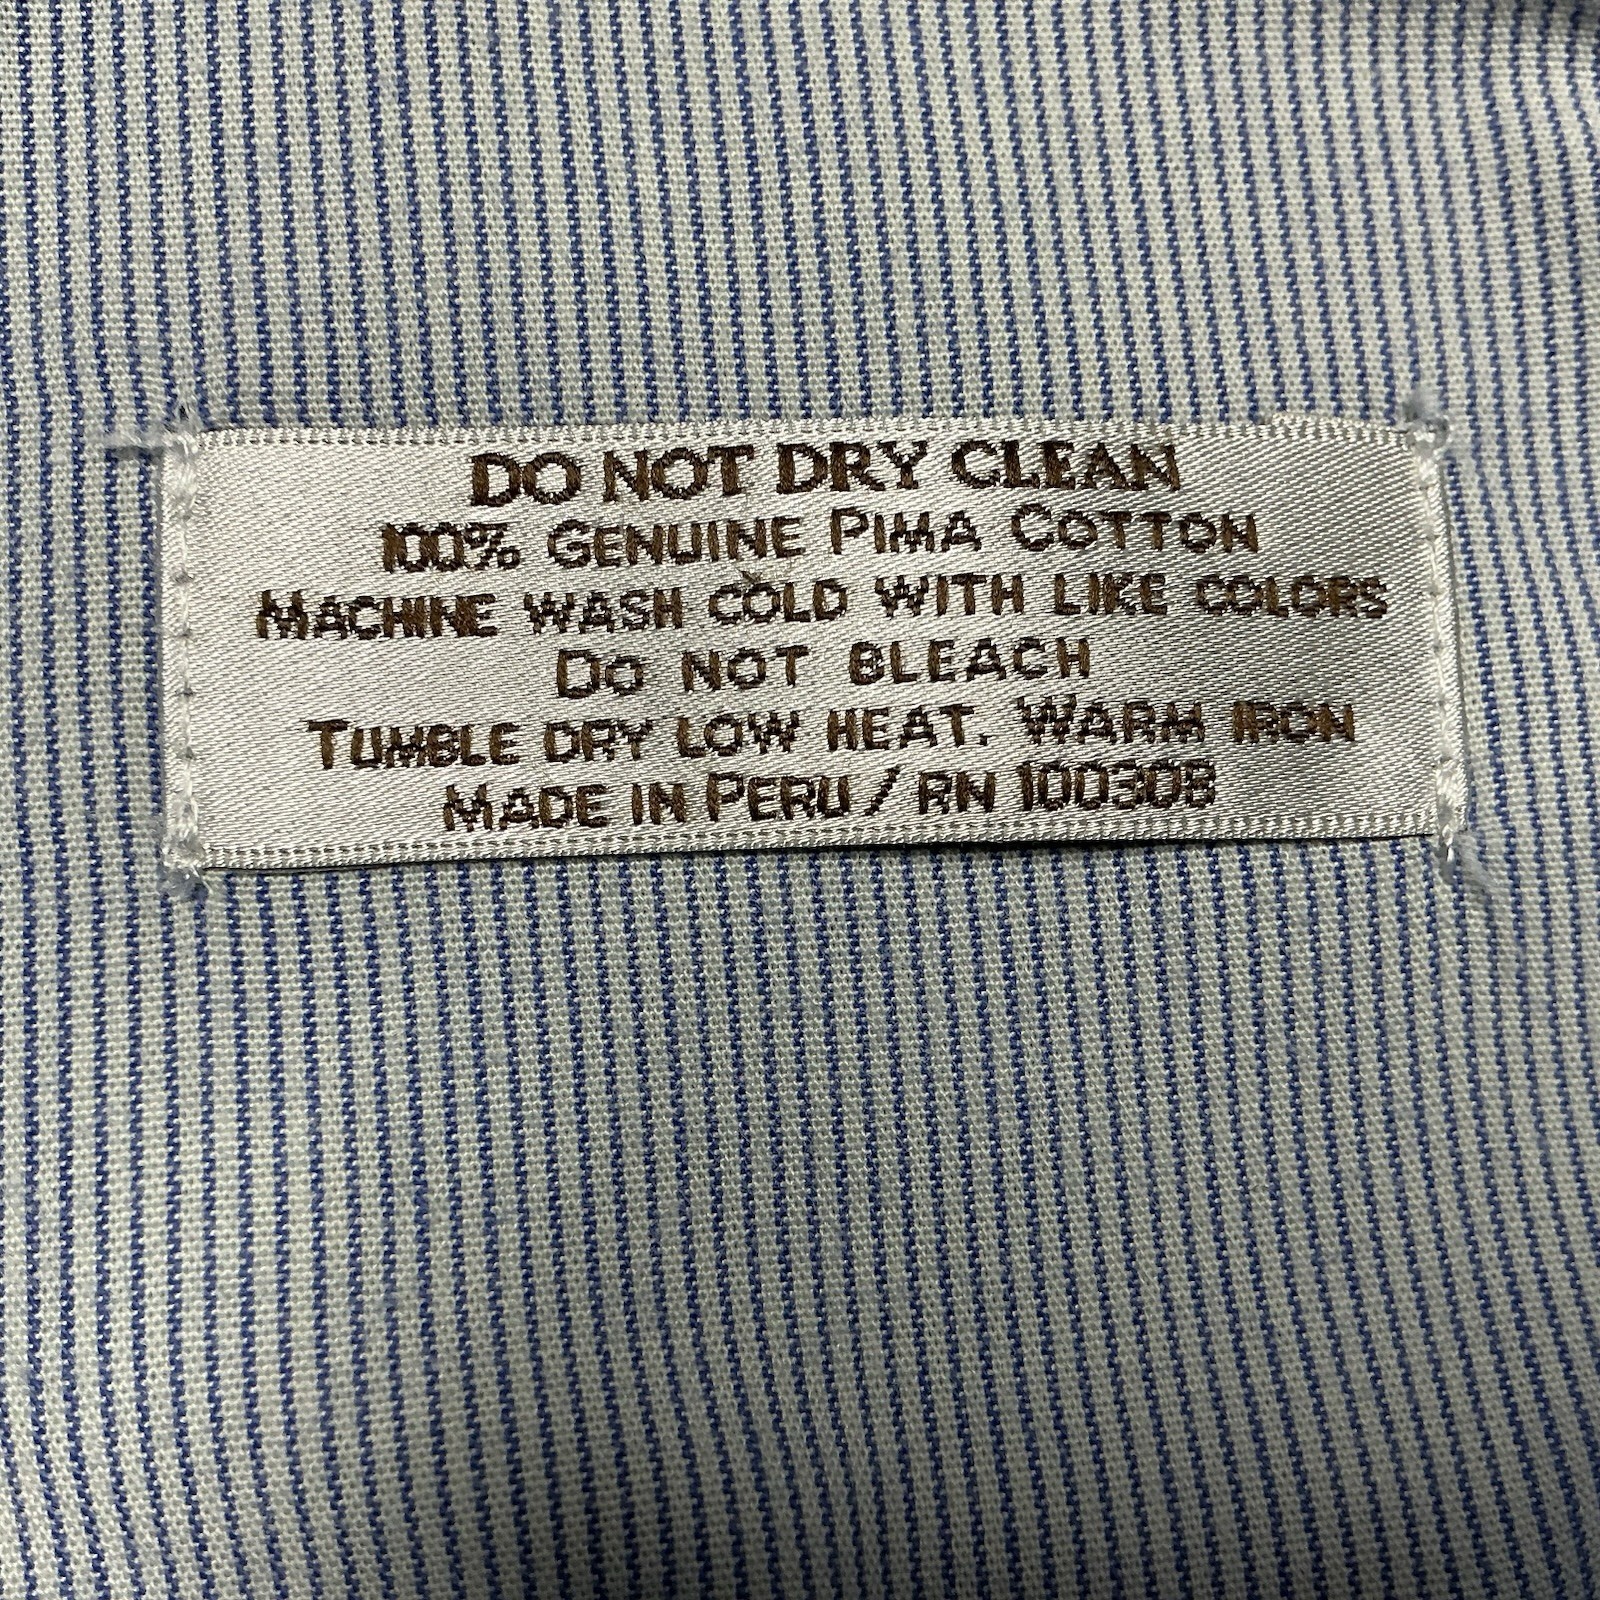 DO NOT DRY CLEAN
100% GENUINE PIMA COTTON
MACHINE WASH COLD WITH LIKE COLORS
DO NOT BLEACH
TUMBLE DRY LOW HEAT. WARM IRON
MADE IN PERU / RN 100308